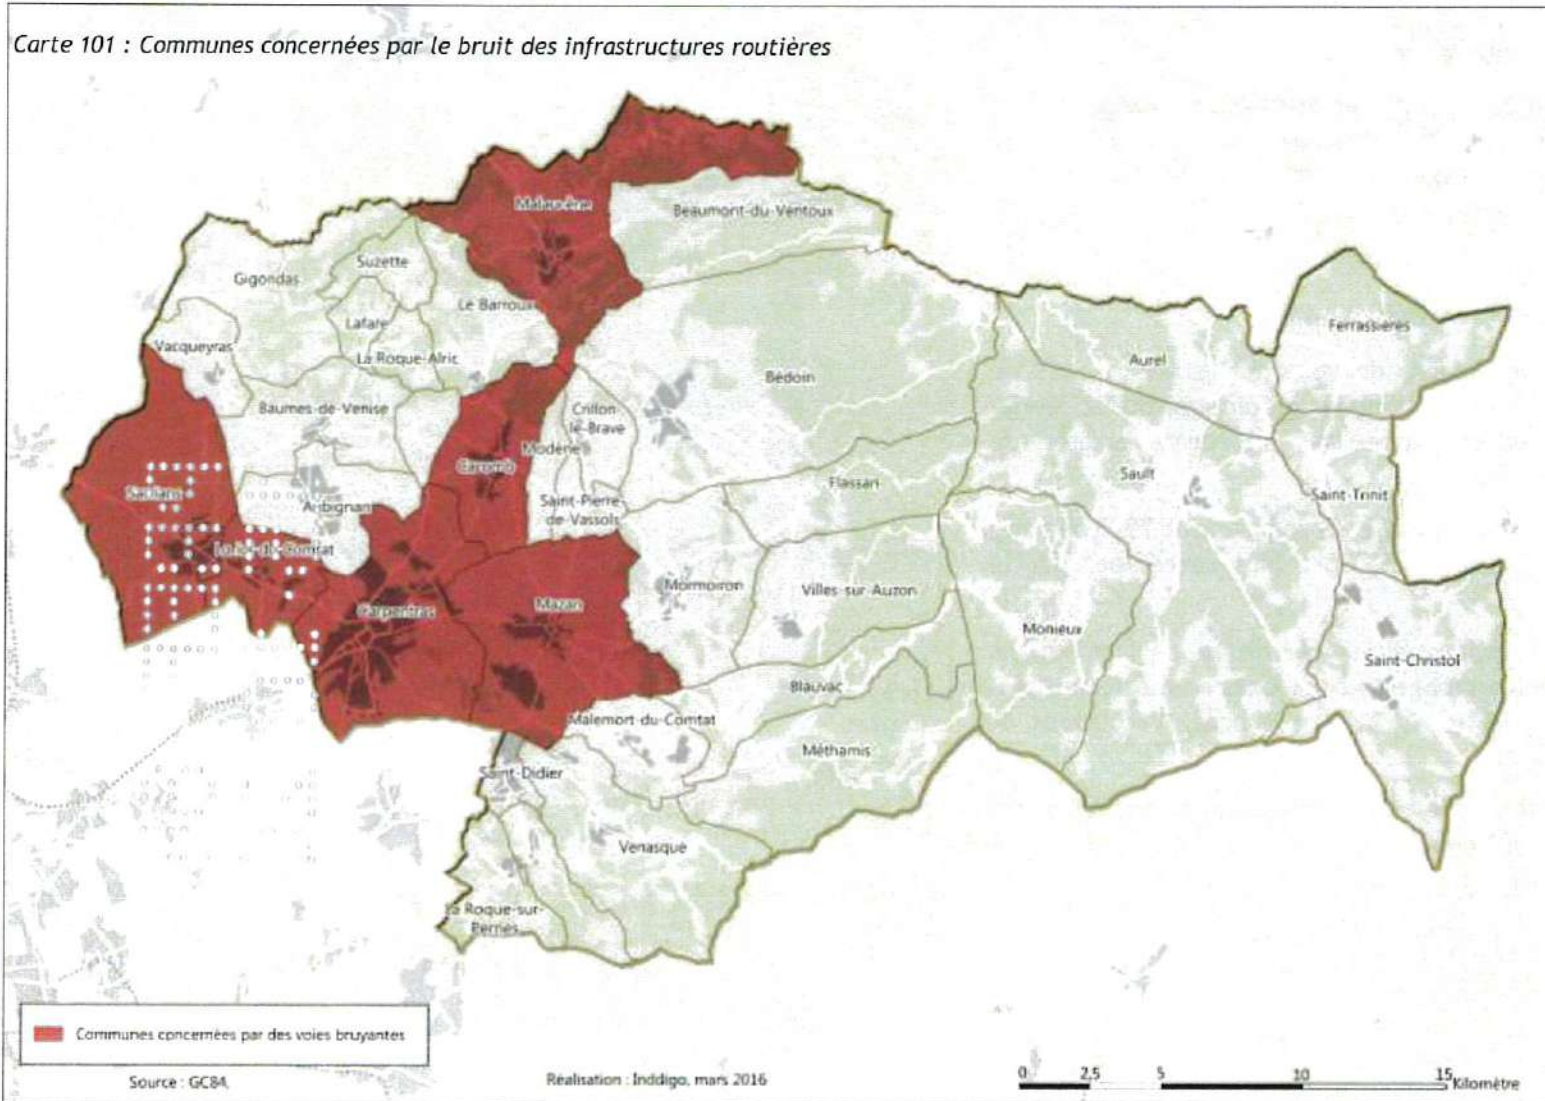 Carte 101 : Communes concernées par le bruit des infrastructures routières
Malaucène
Beaumont-du-Ventoux
Suzette
Gigondas
Le Barroux
Ferrassières
Lafare
Vacqueyras
La Roque-Alric
Aurel
Bédoin
Baumes-de-Venise
Crillon
le-Brave
Modène
Caromb
Sault
Flassan
Sarrians
Saint-Trinit
Aubignan
Saint-Pierre-
de-Vassols
Loriol-du-Comtat
Mormoiron
Villes-sur-Auzon
Carpentras
Mazan
Monieux
Saint-Christol
Blauvac
Malemort-du-Comtat
Méthamis
Saint-Didier
Venasque
La Roque-sur-
Pernes
Communes concernées par des voies bruyantes
Source : GC84,
Réalisation : Inddigo, mars 2016
0 2,5 5 10 15 Kilomètre